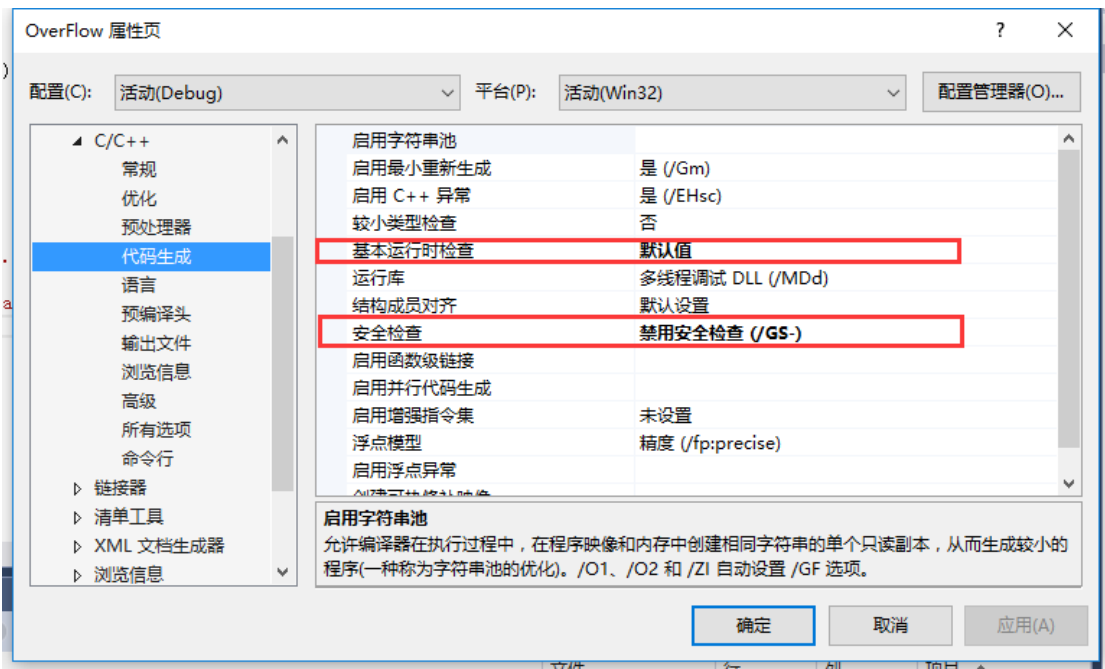 OverFlow 属性页
? ×
配置(C): 活动(Debug) 平台(P): 活动(Win32) 配置管理器(O)...
C/C++
常规
优化
预处理器
代码生成
语言
预编译头
输出文件
浏览信息
高级
所有选项
命令行
链接器
清单工具
XML 文档生成器
浏览信息
启用字符串池
启用最小重新生成 是 (/Gm)
启用 C++ 异常 是 (/EHsc)
较小类型检查 否
基本运行时检查 默认值
运行库 多线程调试 DLL (/MDd)
结构成员对齐 默认设置
安全检查 禁用安全检查 (/GS-)
启用函数级链接
启用并行代码生成
启用增强指令集 未设置
浮点模型 精度 (/fp:precise)
启用浮点异常
启用字符串池
允许编译器在执行过程中，在程序映像和内存中创建相同字符串的单个只读副本，从而生成较小的
程序(一种称为字符串池的优化)。/O1、/O2 和 /ZI 自动设置 /GF 选项。
确定 取消 应用(A)